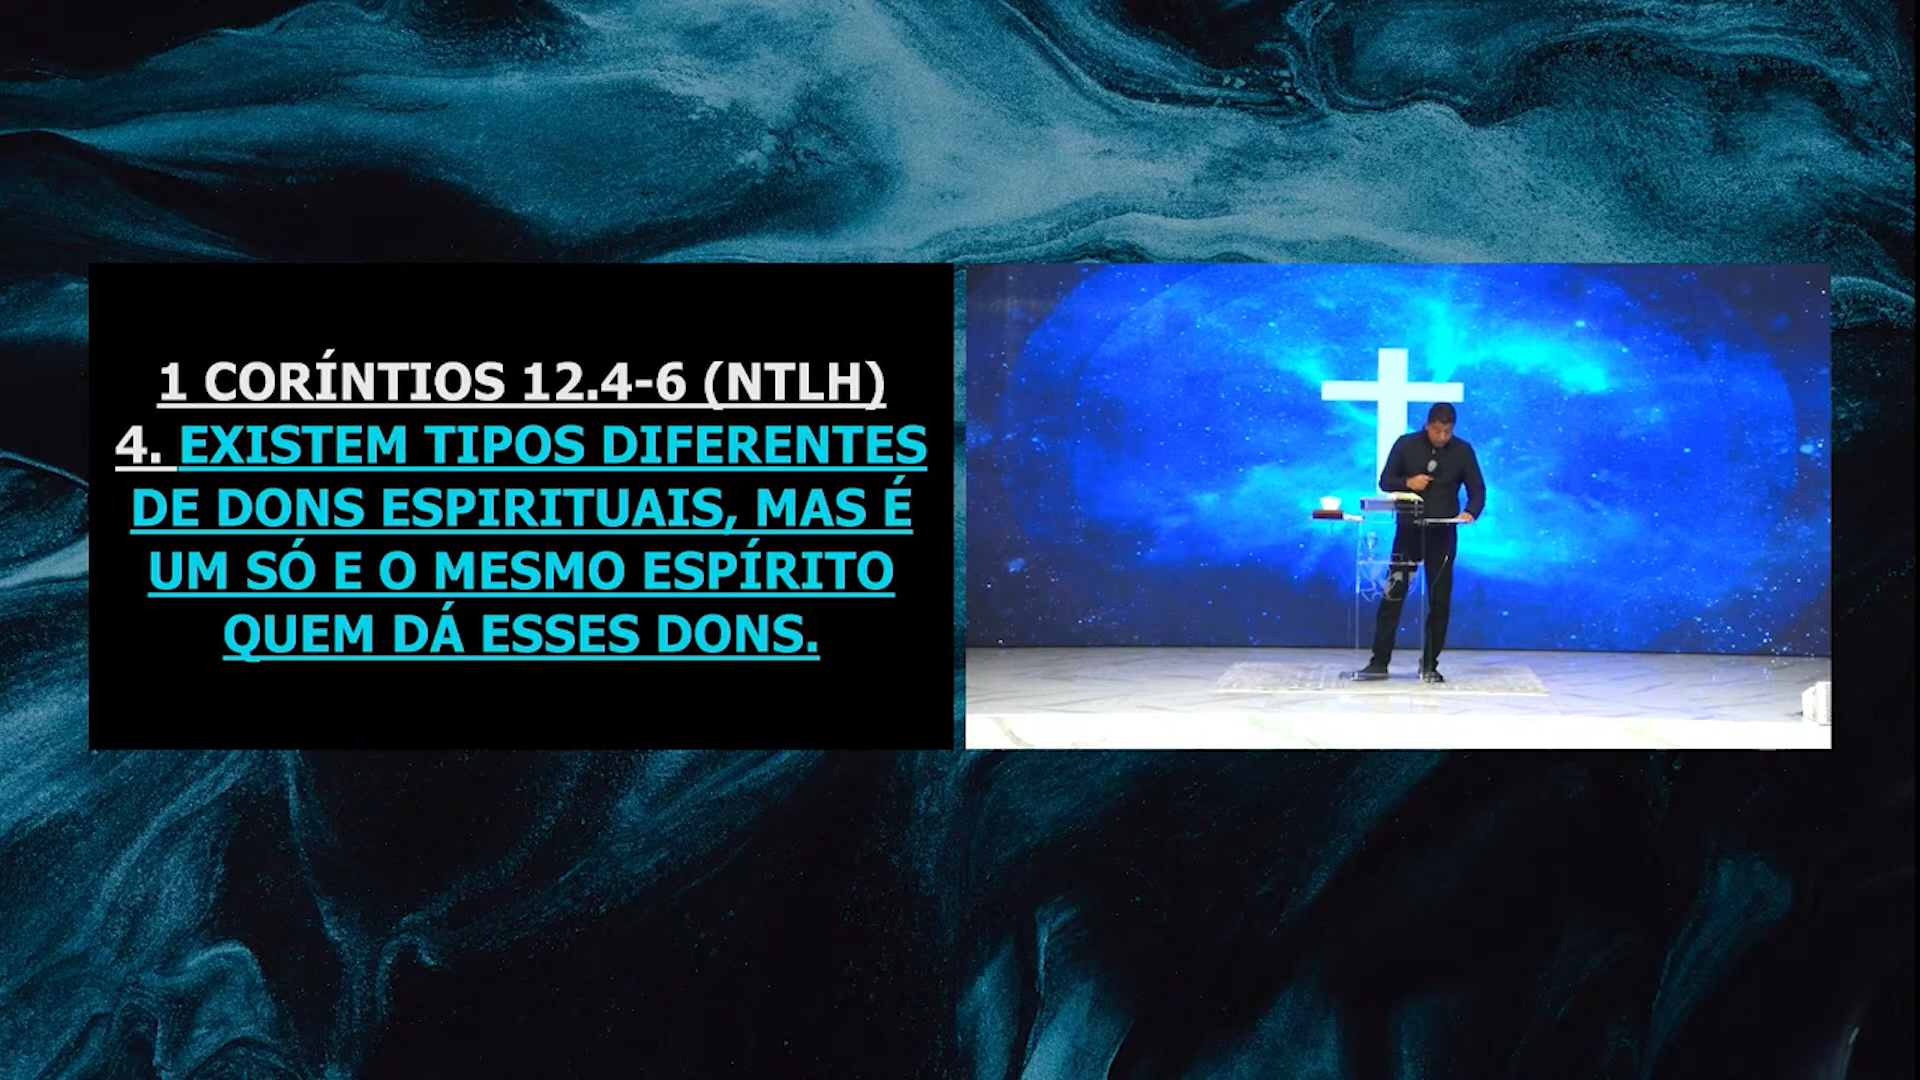 1 CORÍNTIOS 12.4-6 (NTLH)
4. EXISTEM TIPOS DIFERENTES
DE DONS ESPIRITUAIS, MAS É
UM SÓ E O MESMO ESPÍRITO
QUEM DÁ ESSES DONS.